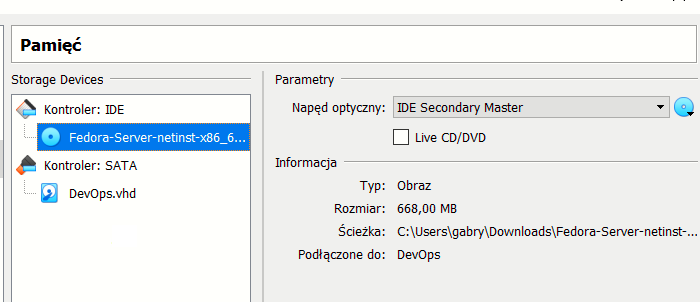 Pamięć
Storage Devices
Kontroler: IDE
Fedora-Server-netinst-x86_6...
Kontroler: SATA
DevOps.vhd
Parametry
Napęd optyczny: IDE Secondary Master
Live CD/DVD
Informacja
Typ: Obraz
Rozmiar: 668,00 MB
Ścieżka: C:\Users\gabry\Downloads\Fedora-Server-netinst-...
Podłączone do: DevOps